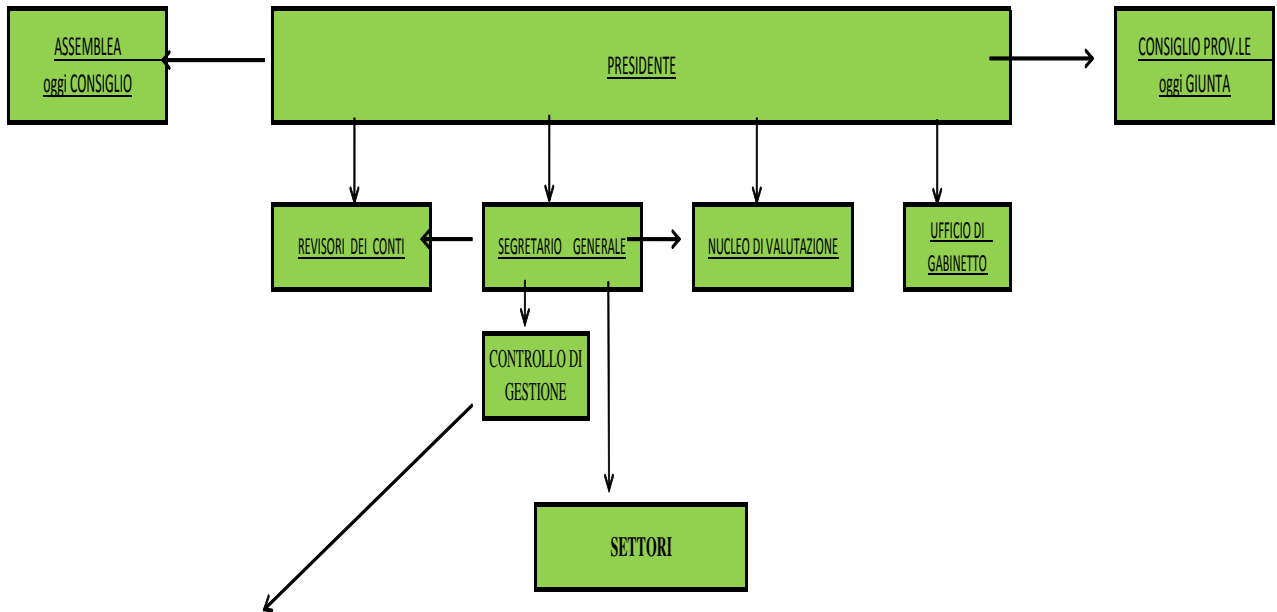 ASSEMBLEA
oggi CONSIGLIO
PRESIDENTE
CONSIGLIO PROV.LE
oggi GIUNTA
REVISORI DEI CONTI
SEGRETARIO GENERALE
NUCLEO DI VALUTAZIONE
UFFICIO DI
GABINETTO
CONTROLLO DI
GESTIONE
SETTORI